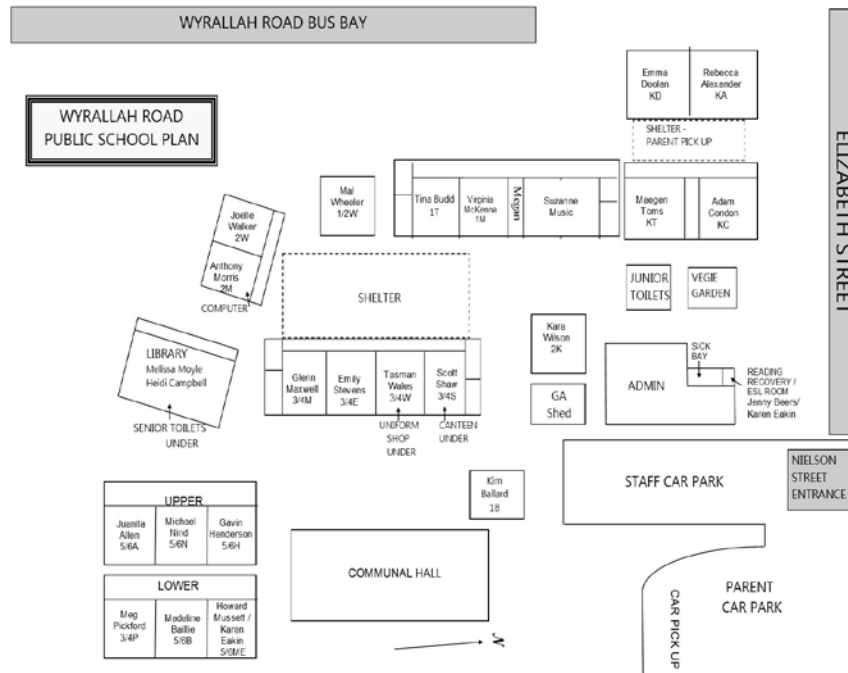 WYRALLAH ROAD BUS BAY
WYRALLAH ROAD
PUBLIC SCHOOL PLAN
ELIZABETH STREET
Emma
Doolan
KD
Rebecca
Alexander
KA
SHELTER -
PARENT PICK UP
Mal
Wheeler
1/2W
Tina Budd
1T
Virginia
McKenna
1M
Megan
Suzanne
Music
Maegen
Toms
KT
Adam
Condon
KC
Joelle
Walker
2W
Anthony
Morris
2M
COMPUTER
SHELTER
JUNIOR
TOILETS
VEGIE
GARDEN
LIBRARY
Melissa Moyle
Heidi Campbell
SENIOR TOILETS
UNDER
Glenn
Maxwell
3/4M
Emily
Stevens
3/4E
Tasman
Wales
3/4W
Scott
Shaw
3/4S
UNIFORM
SHOP
UNDER
CANTEEN
UNDER
Kara
Wilson
2K
GA
Shed
ADMIN
SICK
BAY
READING
RECOVERY /
ESL ROOM
Jenny Beers/
Karen Eakin
STAFF CAR PARK
NIELSON
STREET
ENTRANCE
Kim
Ballard
1B
UPPER
Juanita
Allen
5/6A
Michael
Nind
5/6N
Gavin
Henderson
5/6H
LOWER
Meg
Pickford
3/4P
Madeline
Baillie
5/6B
Howard
Mussett /
Karen
Eakin
5/6ME
COMMUNAL HALL
N
CAR PICK UP
PARENT
CAR PARK